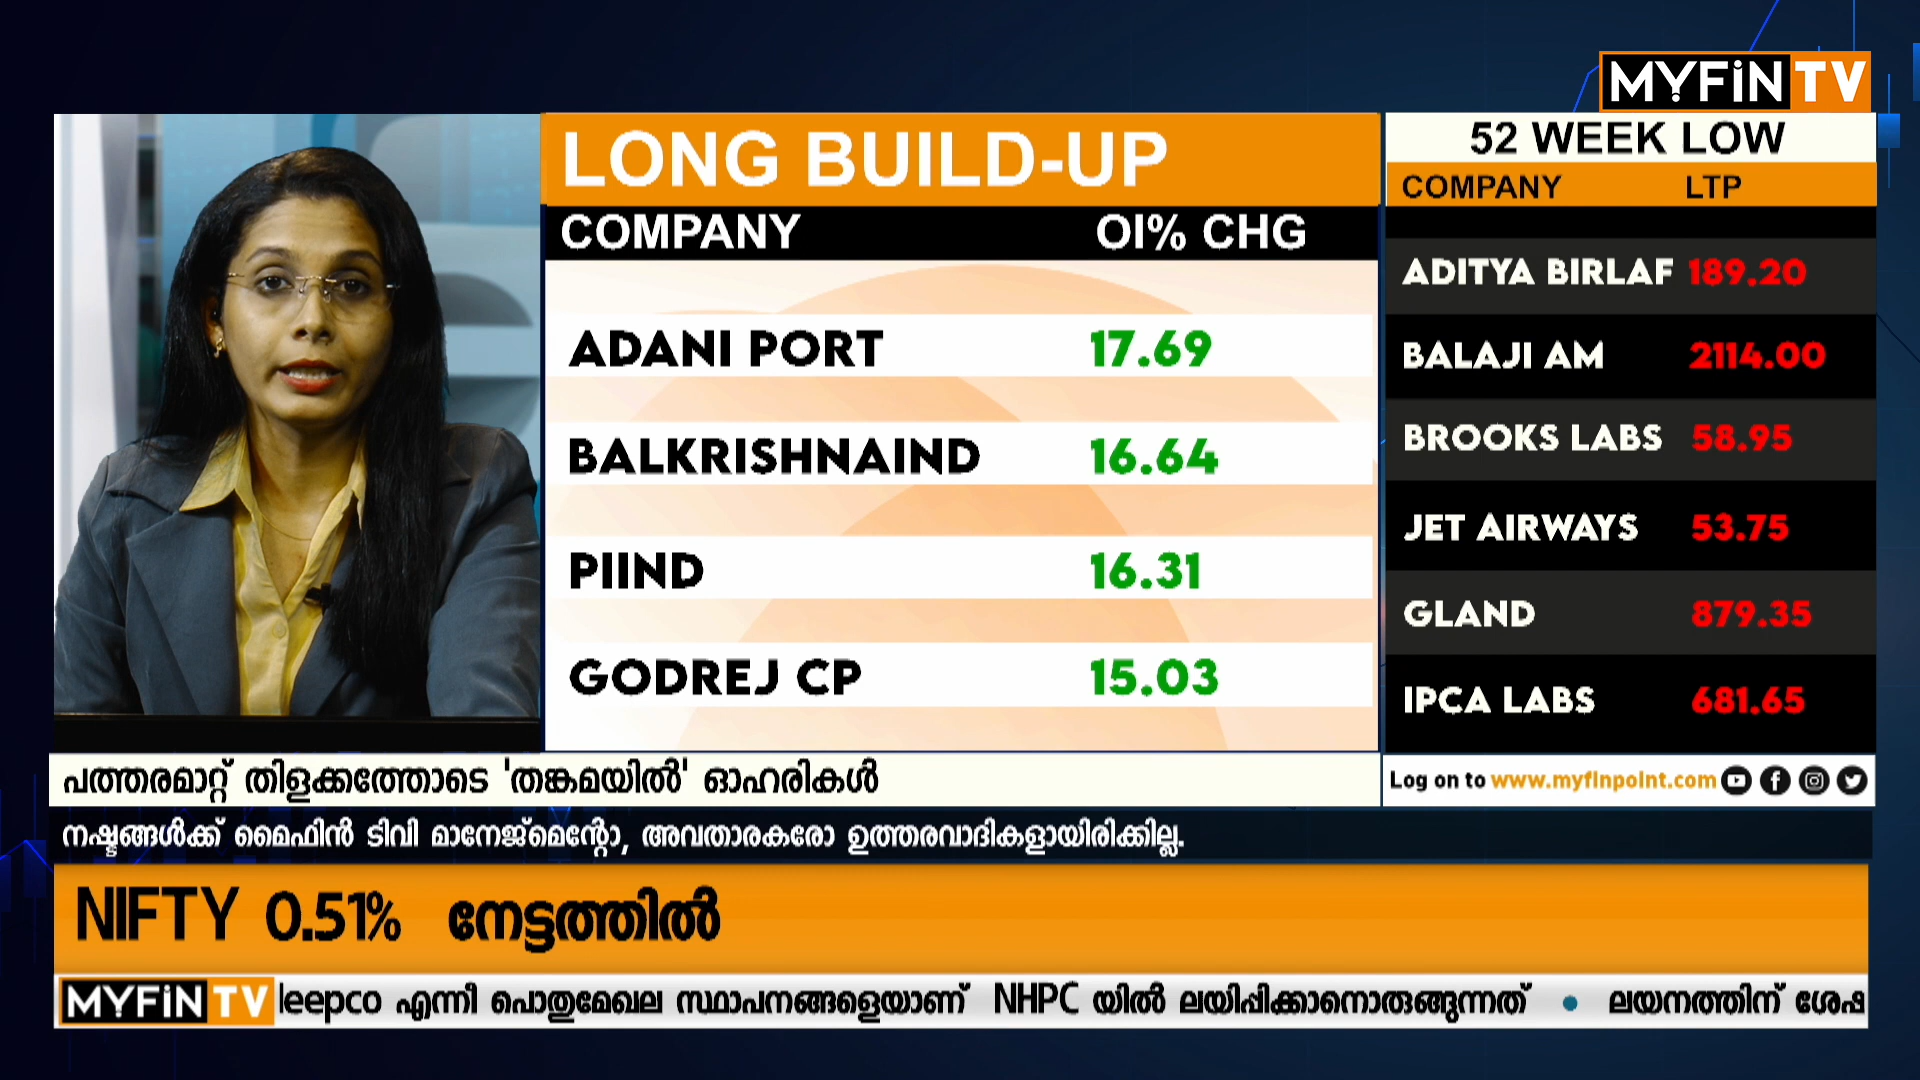 MYFiN TV
LONG BUILD-UP
COMPANY OI% CHG
ADANI PORT 17.69
BALKRISHNAIND 16.64
PIIND 16.31
GODREJ CP 15.03
52 WEEK LOW
COMPANY LTP
ADITYA BIRLAF 189.20
BALAJI AM 2114.00
BROOKS LABS 58.95
JET AIRWAYS 53.75
GLAND 879.35
IPCA LABS 681.65
പത്തരമാറ്റ് തിളക്കത്തോടെ 'തങ്കമയിൽ' ഓഹരികൾ
Log on to www.myfinpoint.com
നഷ്ടങ്ങൾക്ക് മൈഫിൻ ടിവി മാനേജ്മെന്റോ, അവതാരകരോ ഉത്തരവാദികളായിരിക്കില്ല.
NIFTY 0.51% നേട്ടത്തിൽ
MYFiN TV leepco എന്നീ പൊതുമേഖല സ്ഥാപനങ്ങളെയാണ് NHPC യിൽ ലയിപ്പിക്കാനൊരുങ്ങുന്നത് • ലയനത്തിന് ശേഷ